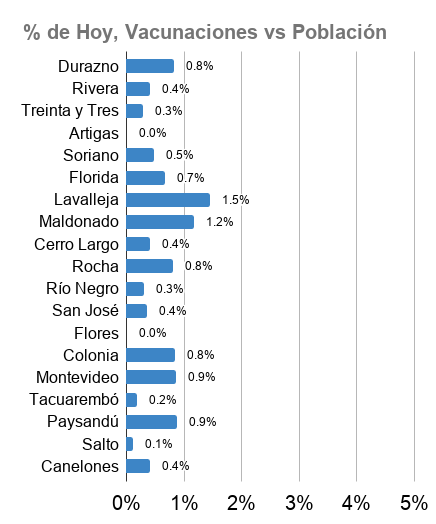 % de Hoy, Vacunaciones vs Población
Durazno 0.8%
Rivera 0.4%
Treinta y Tres 0.3%
Artigas 0.0%
Soriano 0.5%
Florida 0.7%
Lavalleja 1.5%
Maldonado 1.2%
Cerro Largo 0.4%
Rocha 0.8%
Río Negro 0.3%
San José 0.4%
Flores 0.0%
Colonia 0.8%
Montevideo 0.9%
Tacuarembó 0.2%
Paysandú 0.9%
Salto 0.1%
Canelones 0.4%
0% 1% 2% 3% 4% 5%